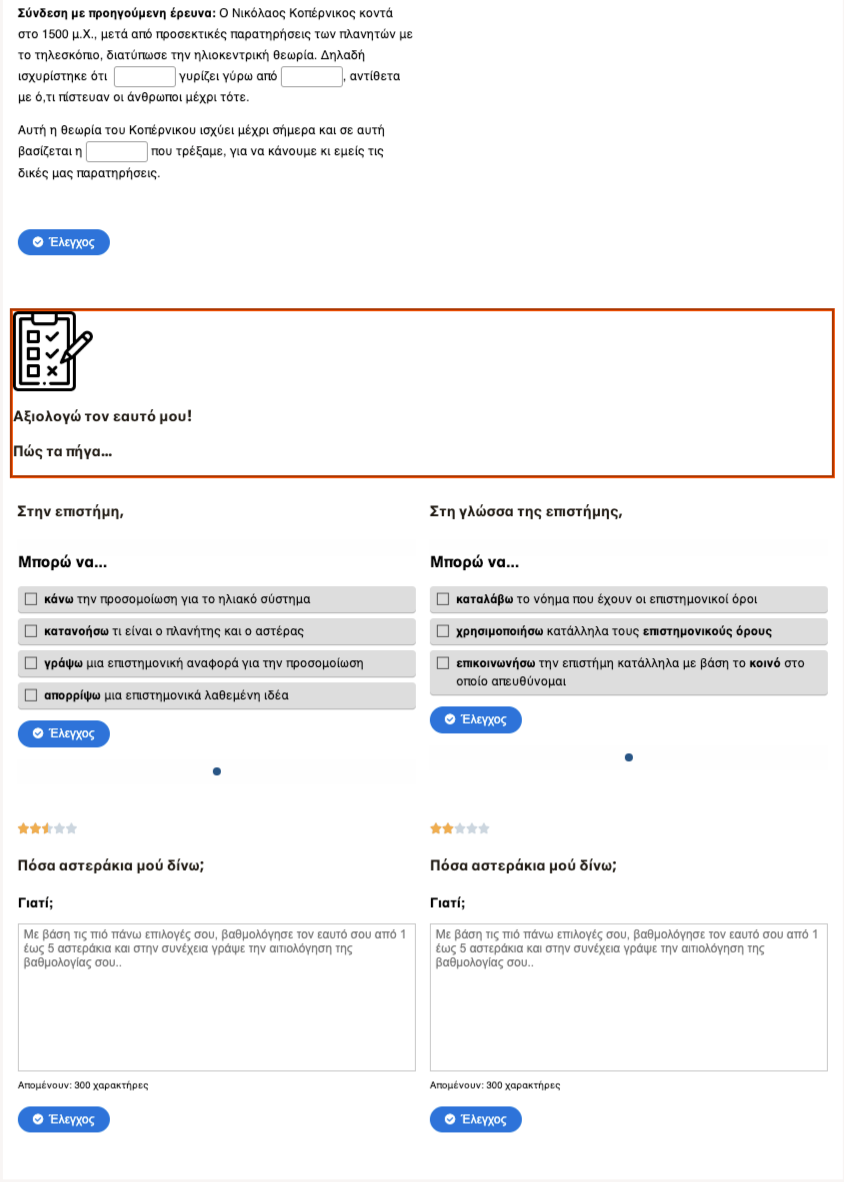 Σύνδεση με προηγούμενη έρευνα: Ο Νικόλαος Κοπέρνικος κοντά
στο 1500 μ.Χ., μετά από προσεκτικές παρατηρήσεις των πλανητών με
το τηλεσκόπιο, διατύπωσε την ηλιοκεντρική θεωρία. Δηλαδή
ισχυρίστηκε ότι γυρίζει γύρω από , αντίθετα
με ό,τι πίστευαν οι άνθρωποι μέχρι τότε.
Αυτή η θεωρία του Κοπέρνικου ισχύει μέχρι σήμερα και σε αυτή
βασίζεται η που τρέξαμε, για να κάνουμε κι εμείς τις
δικές μας παρατηρήσεις.
Έλεγχος
Αξιολογώ τον εαυτό μου!
Πώς τα πήγα...
Στην επιστήμη,
Μπορώ να...
κάνω την προσομοίωση για το ηλιακό σύστημα
κατανοήσω τι είναι ο πλανήτης και ο αστέρας
γράψω μια επιστημονική αναφορά για την προσομοίωση
απορρίψω μια επιστημονικά λαθεμένη ιδέα
Έλεγχος
Πόσα αστεράκια μού δίνω;
Γιατί;
Με βάση τις πιό πάνω επιλογές σου, βαθμολόγησε τον εαυτό σου από 1
έως 5 αστεράκια και στην συνέχεια γράψε την αιτιολόγηση της
βαθμολογίας σου..
Απομένουν: 300 χαρακτήρες
Έλεγχος
Στη γλώσσα της επιστήμης,
Μπορώ να...
καταλάβω το νόημα που έχουν οι επιστημονικοί όροι
χρησιμοποιήσω κατάλληλα τους επιστημονικούς όρους
επικοινωνήσω την επιστήμη κατάλληλα με βάση το κοινό στο
οποίο απευθύνομαι
Έλεγχος
Πόσα αστεράκια μού δίνω;
Γιατί;
Με βάση τις πιό πάνω επιλογές σου, βαθμολόγησε τον εαυτό σου από 1
έως 5 αστεράκια και στην συνέχεια γράψε την αιτιολόγηση της
βαθμολογίας σου..
Απομένουν: 300 χαρακτήρες
Έλεγχος